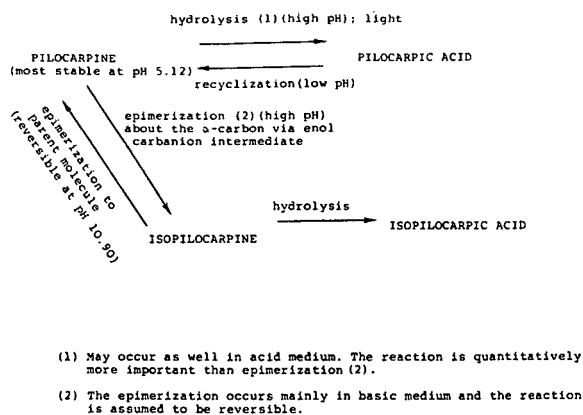 hydrolysis (1)(high pH); light
PILOCARPINE
(most stable at pH 5.12)
PILOCARPIC ACID
recyclization(low pH)
epimerization (2)(high pH)
about the α-carbon via enol
carbanion intermediate
epimerization to
parent molecule
(reversible at pH 10.90)
hydrolysis
ISOPILOCARPINE
ISOPILOCARPIC ACID
(1) May occur as well in acid medium. The reaction is quantitatively
more important than epimerization (2).
(2) The epimerization occurs mainly in basic medium and the reaction
is assumed to be reversible.